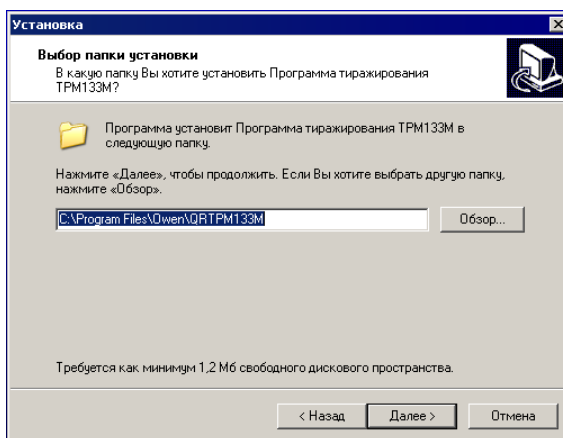 Установка
Выбор папки установки
В какую папку Вы хотите установить Программа тиражирования
ТРМ133М?
Программа установит Программа тиражирования ТРМ133М в
следующую папку.
Нажмите «Далее», чтобы продолжить. Если Вы хотите выбрать другую папку,
нажмите «Обзор».
C:\Program Files\Owen\QRTPM133M
Обзор...
Требуется как минимум 1,2 Мб свободного дискового пространства.
< Назад
Далее >
Отмена